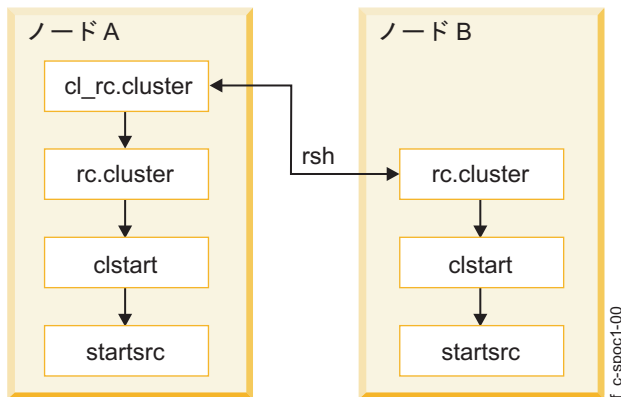 ノード A
cl_rc.cluster
rc.cluster
clstart
startsrc
rsh
ノード B
rc.cluster
clstart
startsrc
f_c-spoc1-00